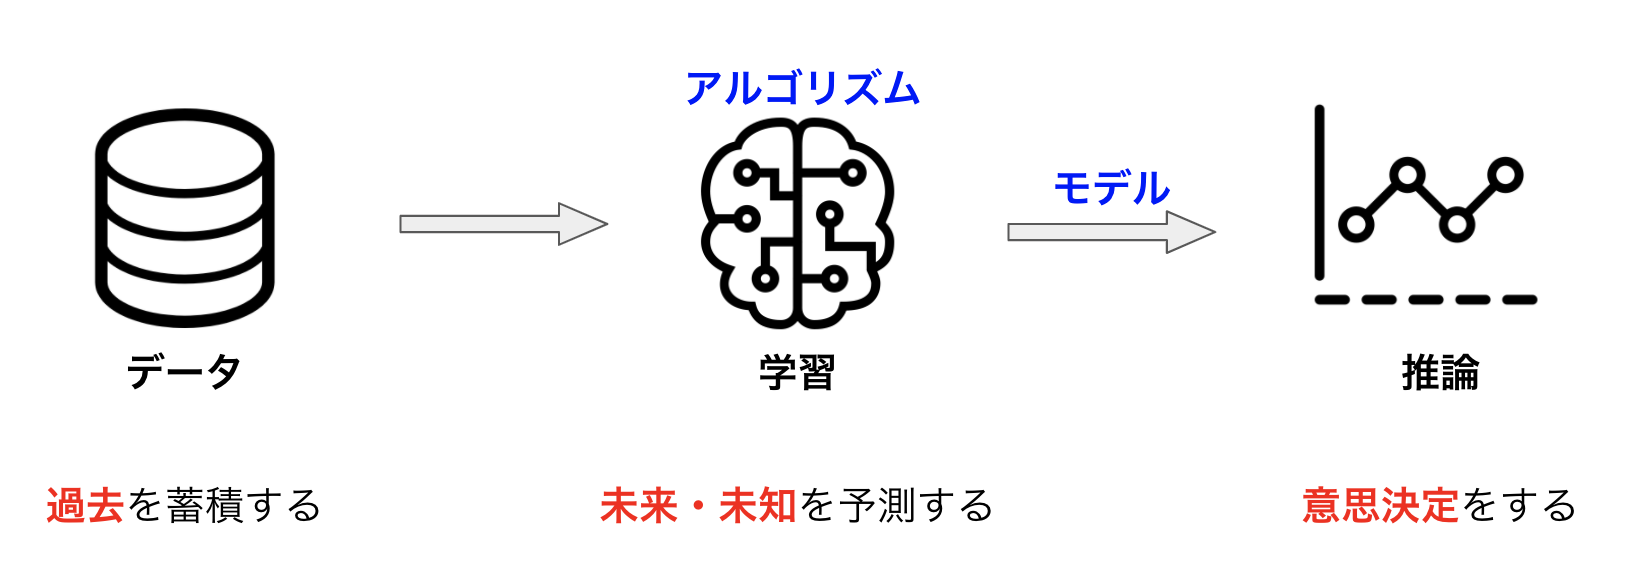 アルゴリズム
モデル
データ
学習
推論
過去を蓄積する
未来・未知を予測する
意思決定をする